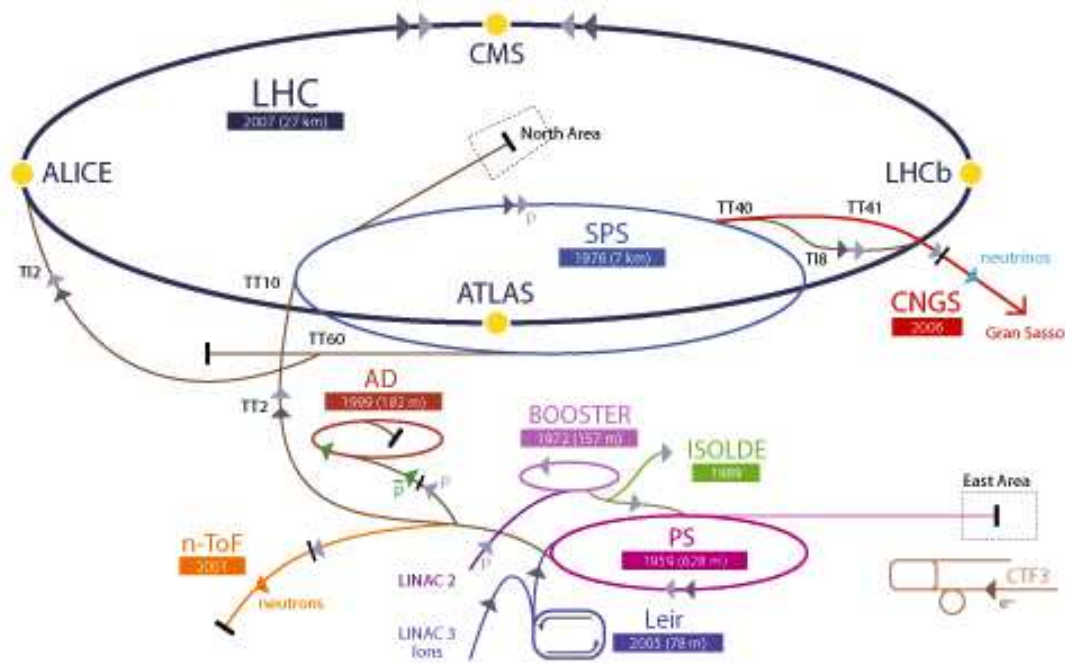 CMS
LHC
2007 (27 km)
North Area
ALICE
LHCb
TT40
TT41
p
SPS
1976 (7 km)
TI8
TI2
TT10
neutrinos
ATLAS
CNGS
2006
Gran Sasso
TT60
AD
1999 (182 m)
TT2
BOOSTER
1972 (157 m)
ISOLDE
1989
p
p
East Area
n-ToF
2001
PS
1959 (628 m)
LINAC 2
p
neutrons
CTF3
e-
Leir
2005 (78 m)
LINAC 3
Ions